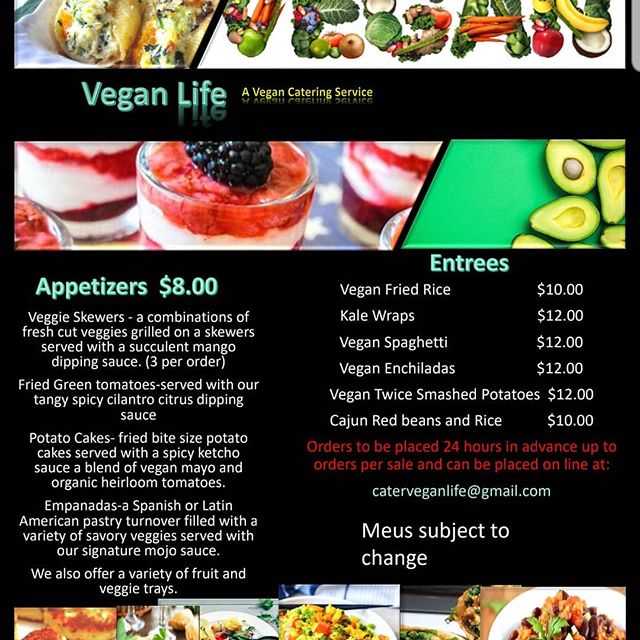 VEGAN
Vegan Life
A Vegan Catering Service
Appetizers $8.00
Veggie Skewers - a combinations of
fresh cut veggies grilled on a skewers
served with a succulent mango
dipping sauce. (3 per order)
Fried Green tomatoes-served with our
tangy spicy cilantro citrus dipping
sauce
Potato Cakes- fried bite size potato
cakes served with a spicy ketcho
sauce a blend of vegan mayo and
organic heirloom tomatoes.
Empanadas-a Spanish or Latin
American pastry turnover filled with a
variety of savory veggies served with
our signature mojo sauce.
We also offer a variety of fruit and
veggie trays.
Entrees
Vegan Fried Rice $10.00
Kale Wraps $12.00
Vegan Spaghetti $12.00
Vegan Enchiladas $12.00
Vegan Twice Smashed Potatoes $12.00
Cajun Red beans and Rice $10.00
Orders to be placed 24 hours in advance up to
orders per sale and can be placed on line at:
caterveganlife@gmail.com
Meus subject to
change